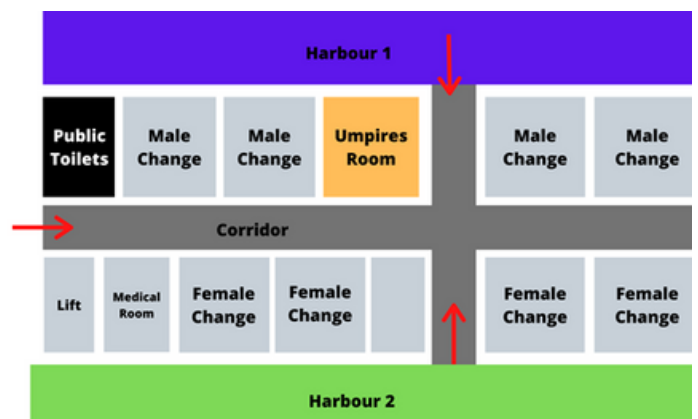 Harbour 1
Public
Toilets
Male
Change
Male
Change
Umpires
Room
Male
Change
Male
Change
Corridor
Lift
Medical
Room
Female
Change
Female
Change
Female
Change
Female
Change
Harbour 2